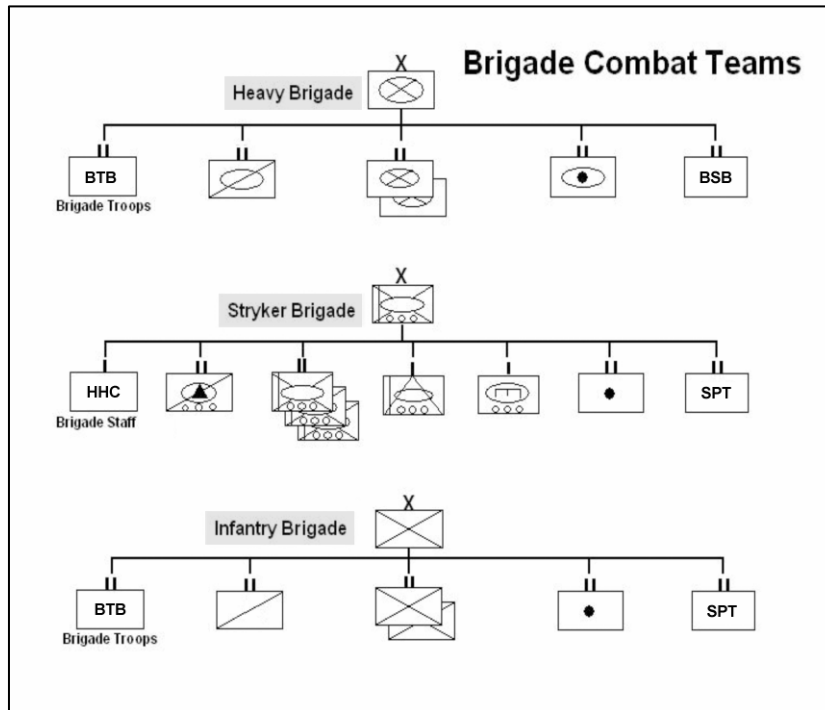 Brigade Combat Teams
X
Heavy Brigade
II II II II II
BTB BSB
Brigade Troops
X
Stryker Brigade
I II II I I II II
HHC SPT
Brigade Staff
X
Infantry Brigade
II II II II II
BTB SPT
Brigade Troops